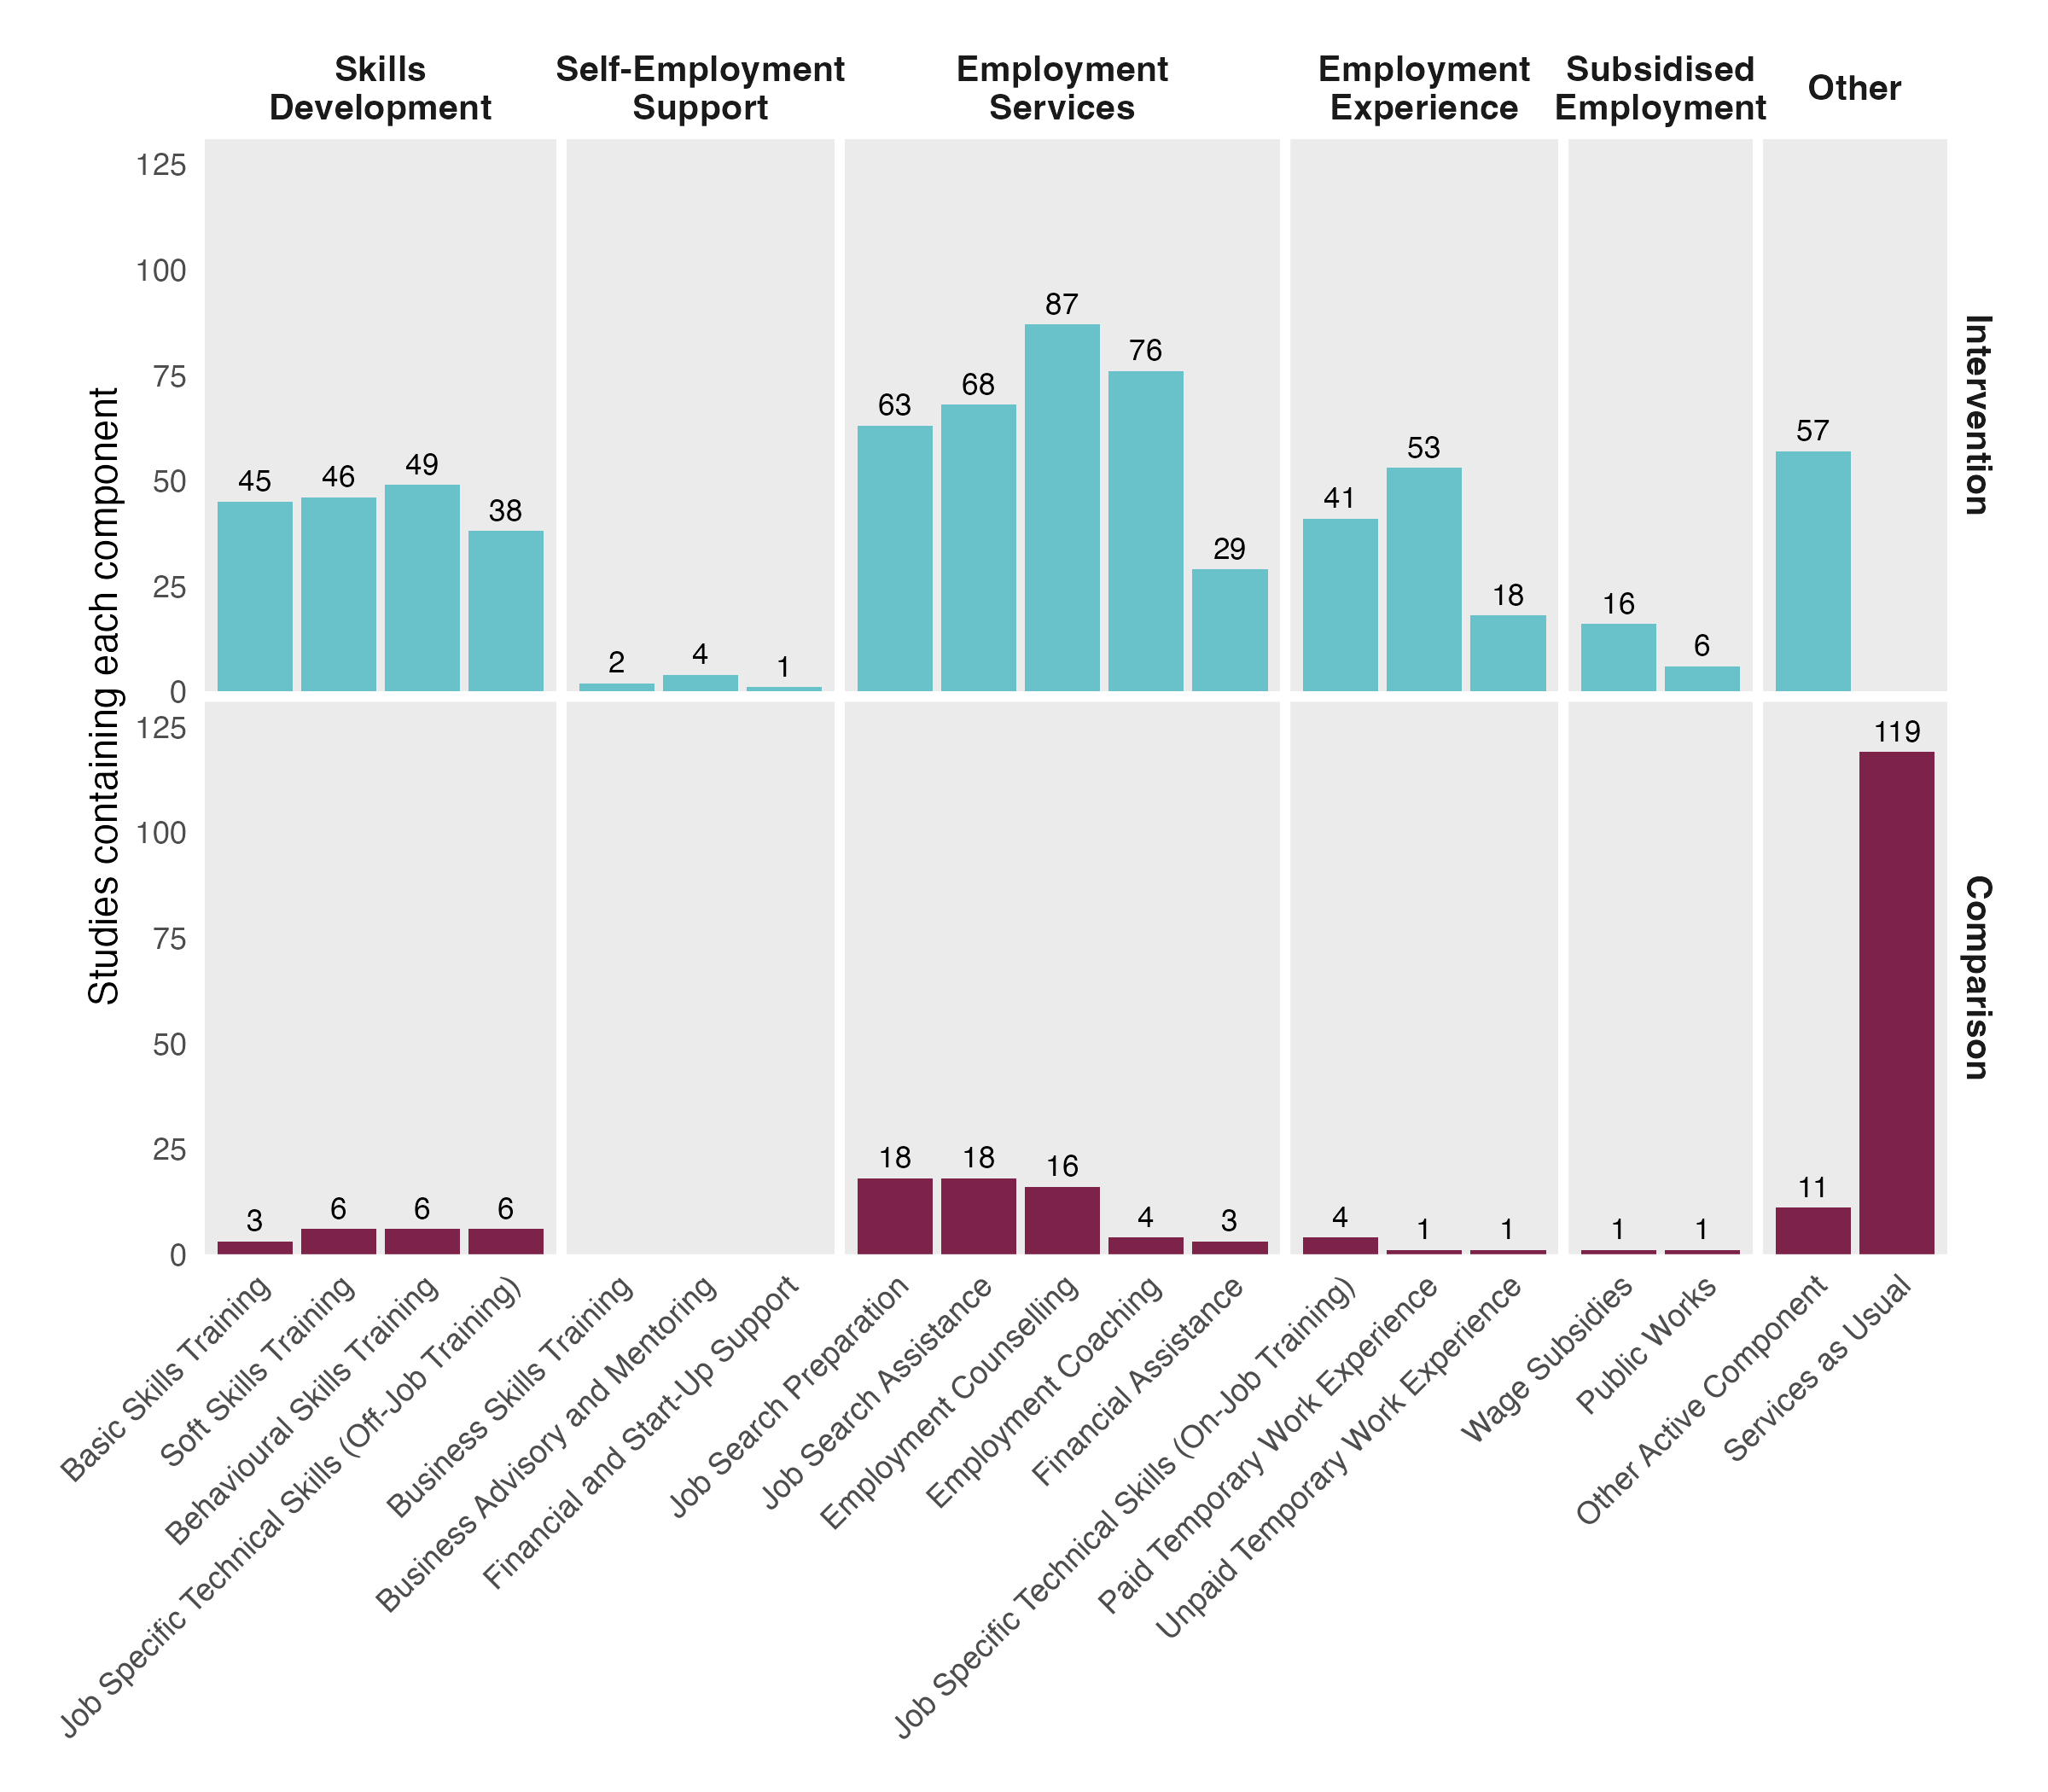 Skills
Development
Self-Employment
Support
Employment
Services
Employment
Experience
Subsidised
Employment
Other
Studies containing each component
125
100
75
50
25
0
45
46
49
38
2
4
1
63
68
87
76
29
41
53
18
16
6
57
Intervention
125
100
75
50
25
0
3
6
6
6
18
18
16
4
3
4
1
1
1
1
11
119
Comparison
Basic Skills Training
Soft Skills Training
Behavioural Skills Training
Job Specific Technical Skills (Off-Job Training)
Business Skills Training
Business Advisory and Mentoring
Financial and Start-Up Support
Job Search Preparation
Job Search Assistance
Employment Counselling
Employment Coaching
Financial Assistance
Job Specific Technical Skills (On-Job Training)
Paid Temporary Work Experience
Unpaid Temporary Work Experience
Wage Subsidies
Public Works
Other Active Component
Services as Usual